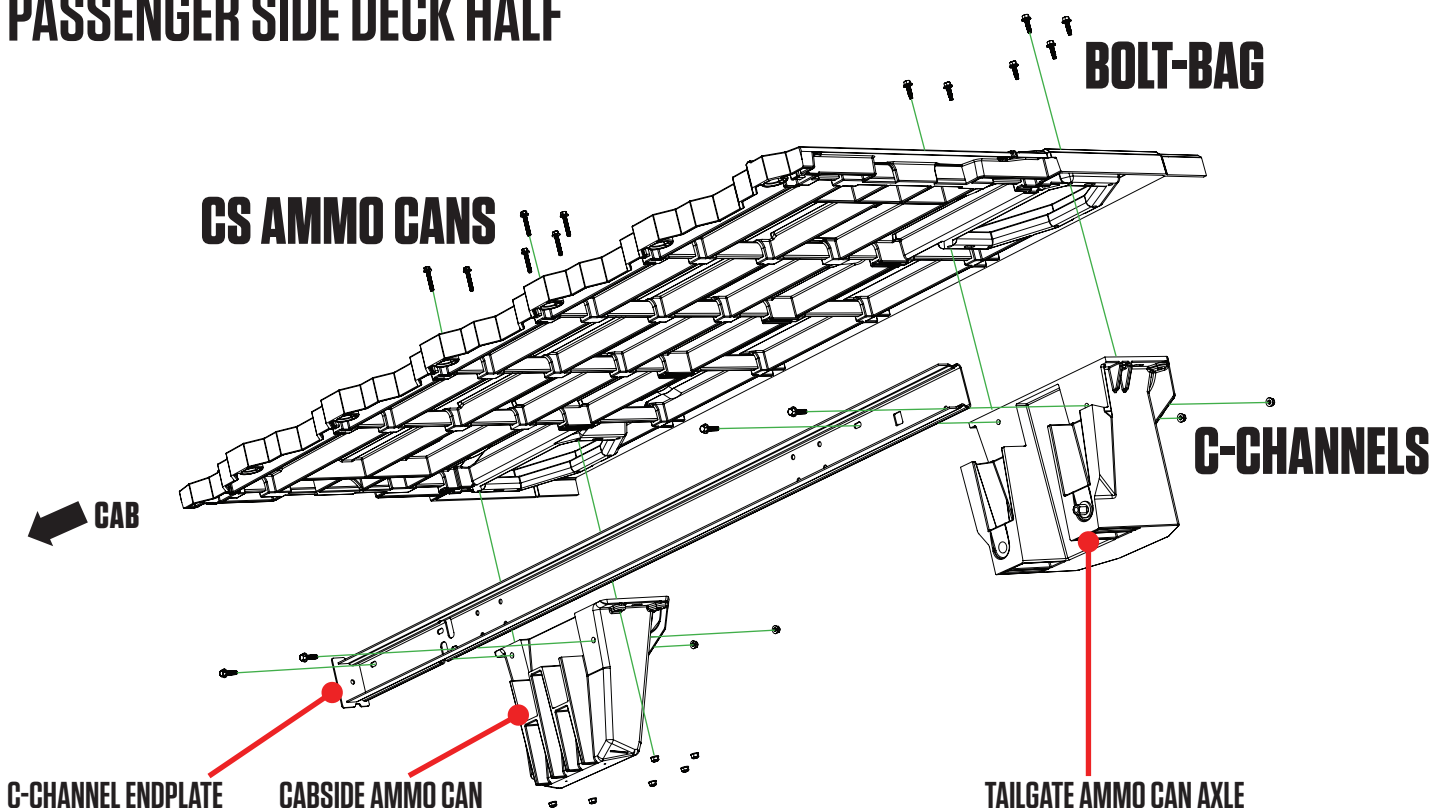 PASSENGER SIDE DECK HALF
BOLT-BAG
CS AMMO CANS
C-CHANNELS
CAB
C-CHANNEL ENDPLATE
CABSIDE AMMO CAN
TAILGATE AMMO CAN AXLE